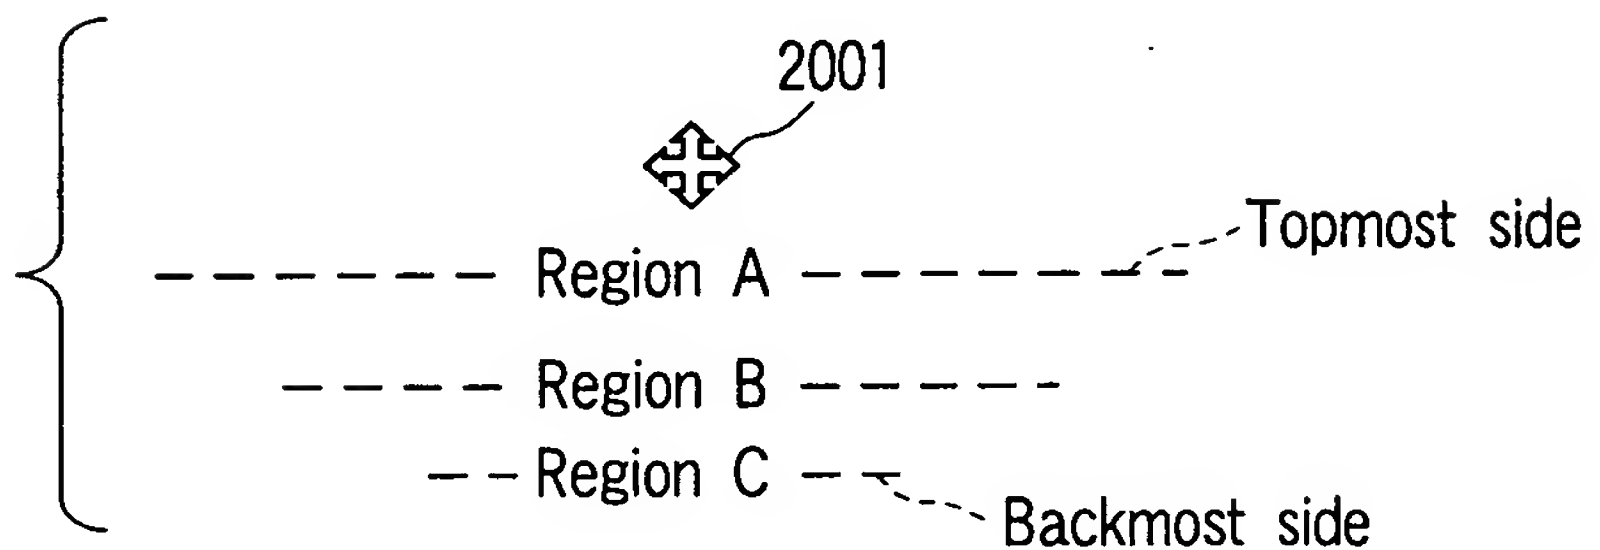 2001
Topmost side
Region A
Region B
Region C
Backmost side